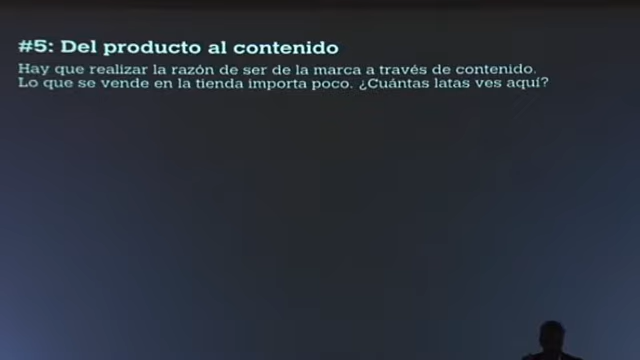 #5: Del producto al contenido
Hay que realizar la razón de ser de la marca a través de contenido.
Lo que se vende en la tienda importa poco. ¿Cuántas latas ves aquí?